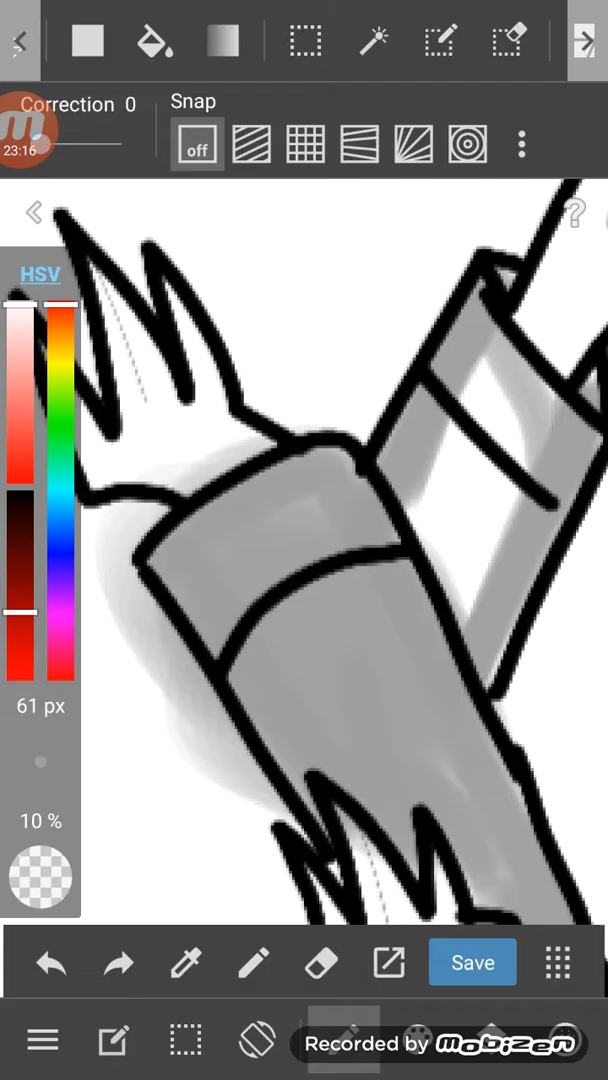 Correction 0
Snap
off
m
23:16
?
HSV
61 px
10 %
Save
Recorded by mobizen